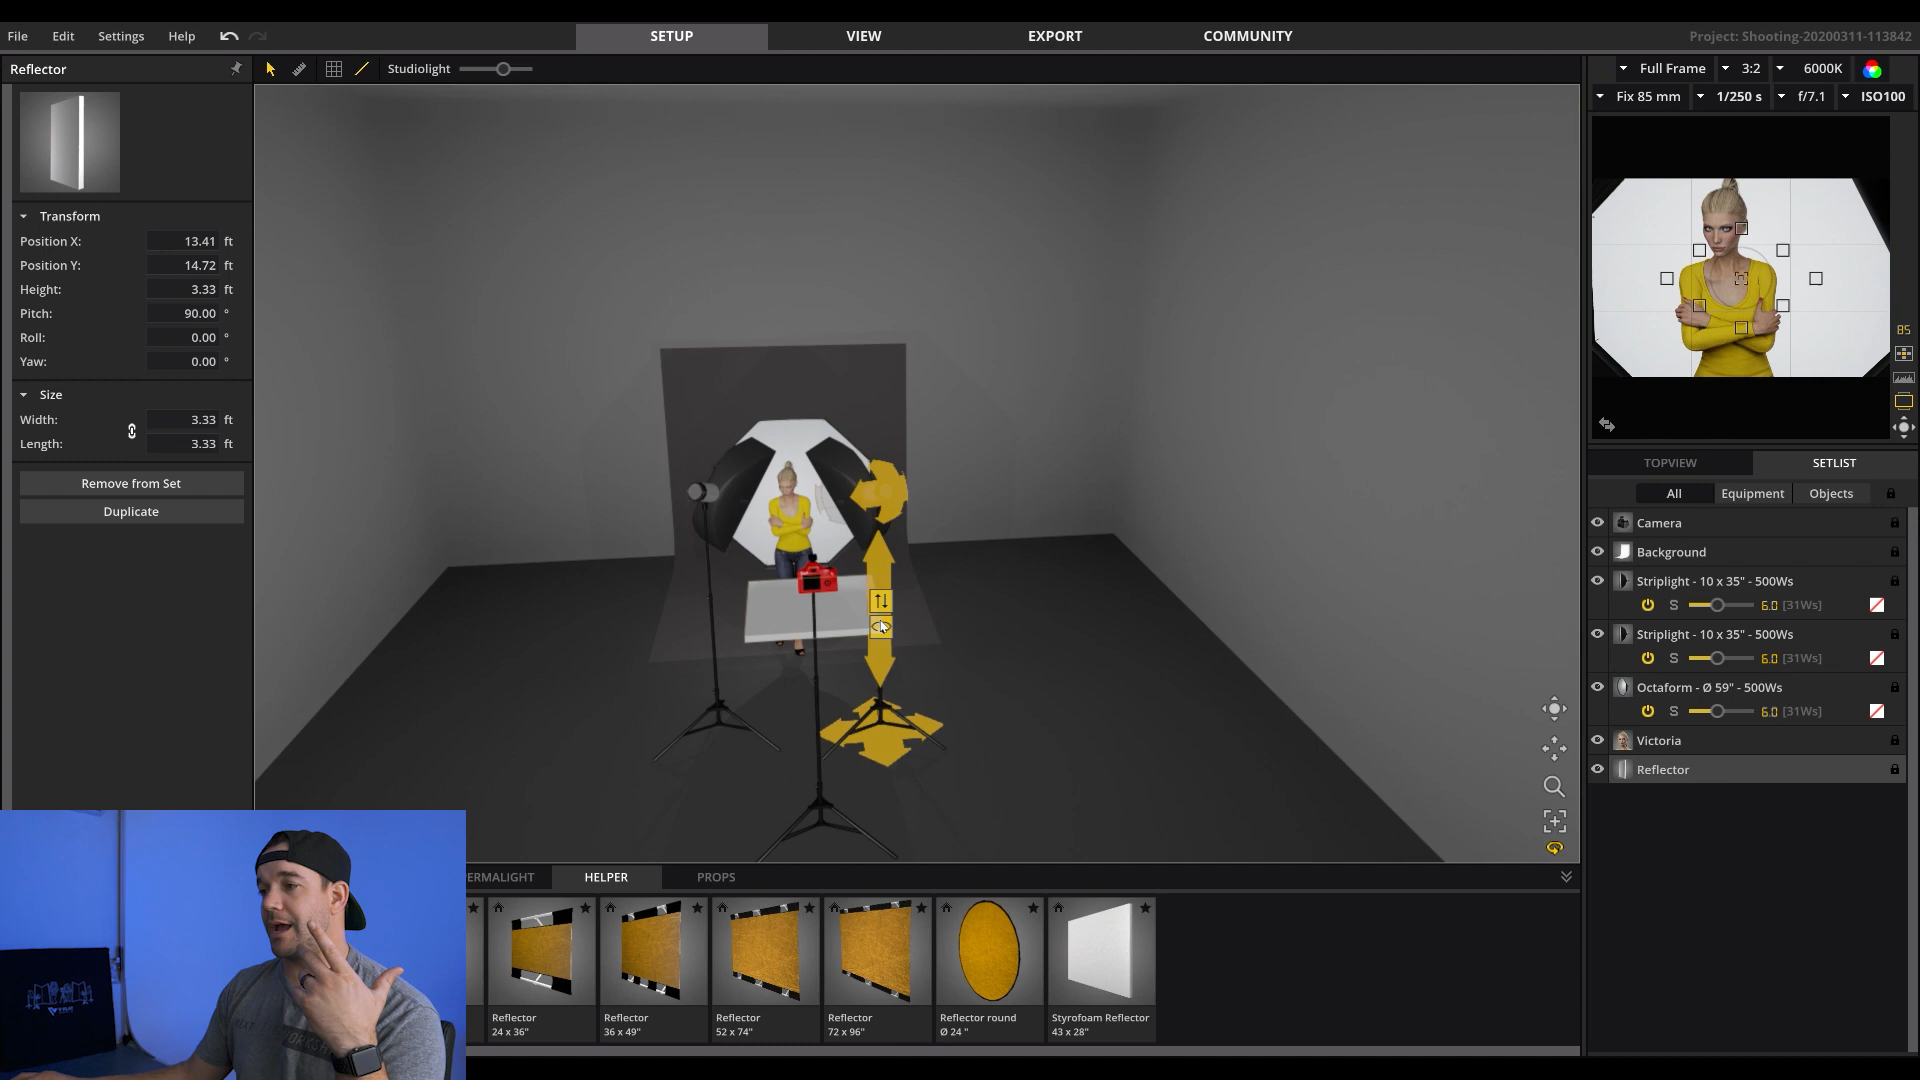 File Edit Settings Help
SETUP VIEW EXPORT COMMUNITY
Project: Shooting-20200311-113842
Reflector
Studiolight
Full Frame 3:2 6000K
Fix 85 mm 1/250 s f/7.1 ISO100
Transform
Position X: 13.41 ft
Position Y: 14.72 ft
Height: 3.33 ft
Pitch: 90.00 °
Roll: 0.00 °
Yaw: 0.00 °
Size
Width: 3.33 ft
Length: 3.33 ft
Remove from Set
Duplicate
85
TOPVIEW SETLIST
All Equipment Objects
Camera
Background
Striplight - 10 x 35" - 500Ws
S 6.0 [31Ws]
Striplight - 10 x 35" - 500Ws
S 6.0 [31Ws]
Octaform - Ø 59" - 500Ws
S 6.0 [31Ws]
Victoria
Reflector
ERMALIGHT HELPER PROPS
Reflector
24 x 36"
Reflector
36 x 49"
Reflector
52 x 74"
Reflector
72 x 96"
Reflector round
Ø 24 "
Styrofoam Reflector
43 x 28"